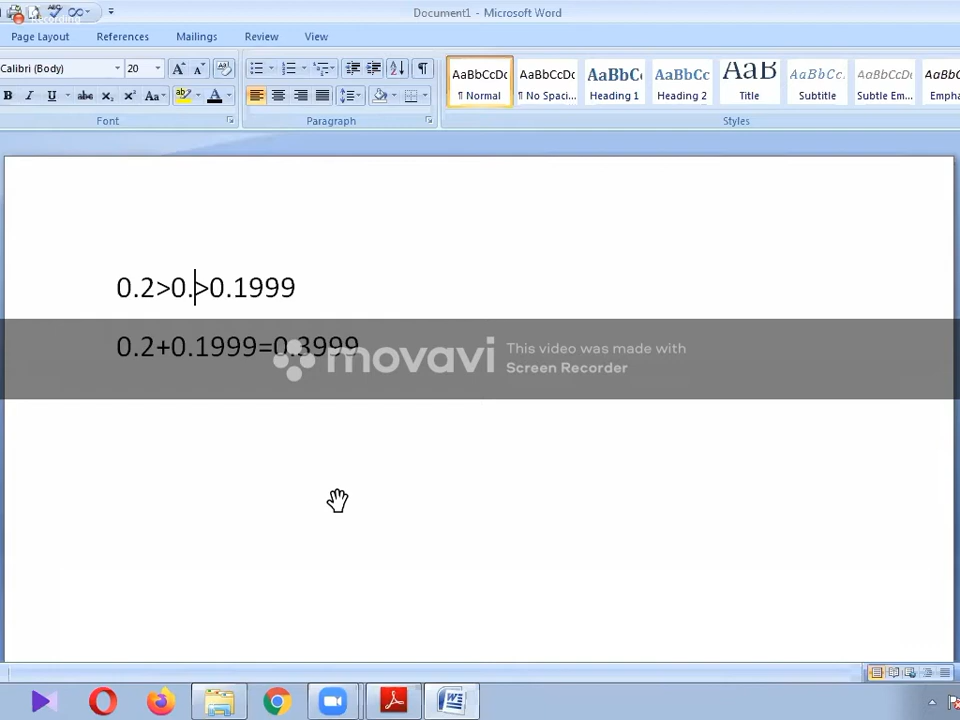 Document1 - Microsoft Word
Recording
Page Layout References Mailings Review View
Calibri (Body) 20
AaBbCcDc AaBbCcDc AaBbC AaBbCc AaB AaBbCc. AaBbCcDc AaBbCc
¶ Normal ¶ No Spaci... Heading 1 Heading 2 Title Subtitle Subtle Em... Empha
Font Paragraph Styles
0.2>0.>0.1999
0.2+0.1999=0.3999
movavi
This video was made with
Screen Recorder